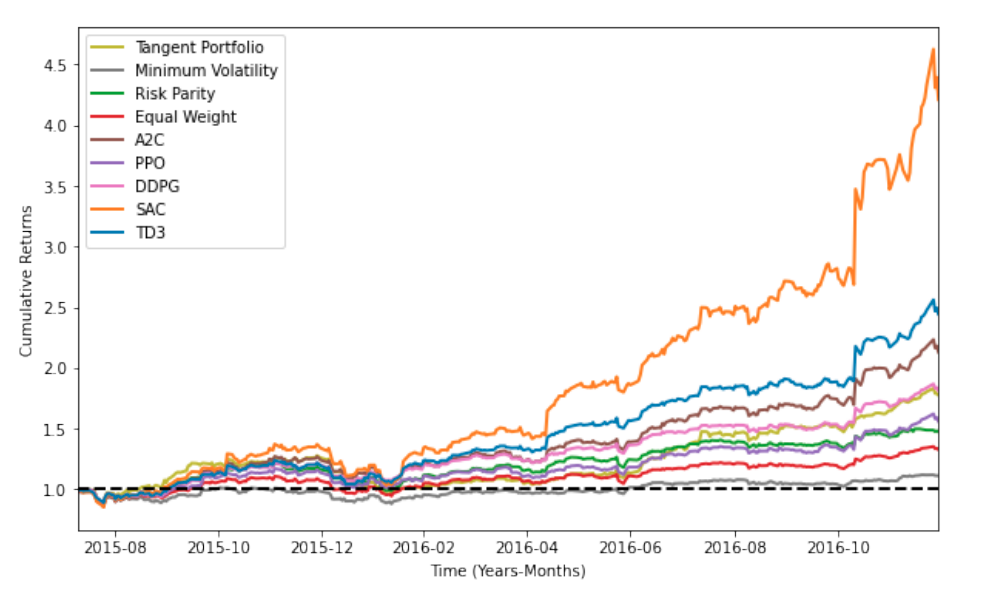 Tangent Portfolio
Minimum Volatility
Risk Parity
Equal Weight
A2C
PPO
DDPG
SAC
TD3
4.5
4.0
3.5
3.0
2.5
2.0
1.5
1.0
Cumulative Returns
2015-08 2015-10 2015-12 2016-02 2016-04 2016-06 2016-08 2016-10
Time (Years-Months)